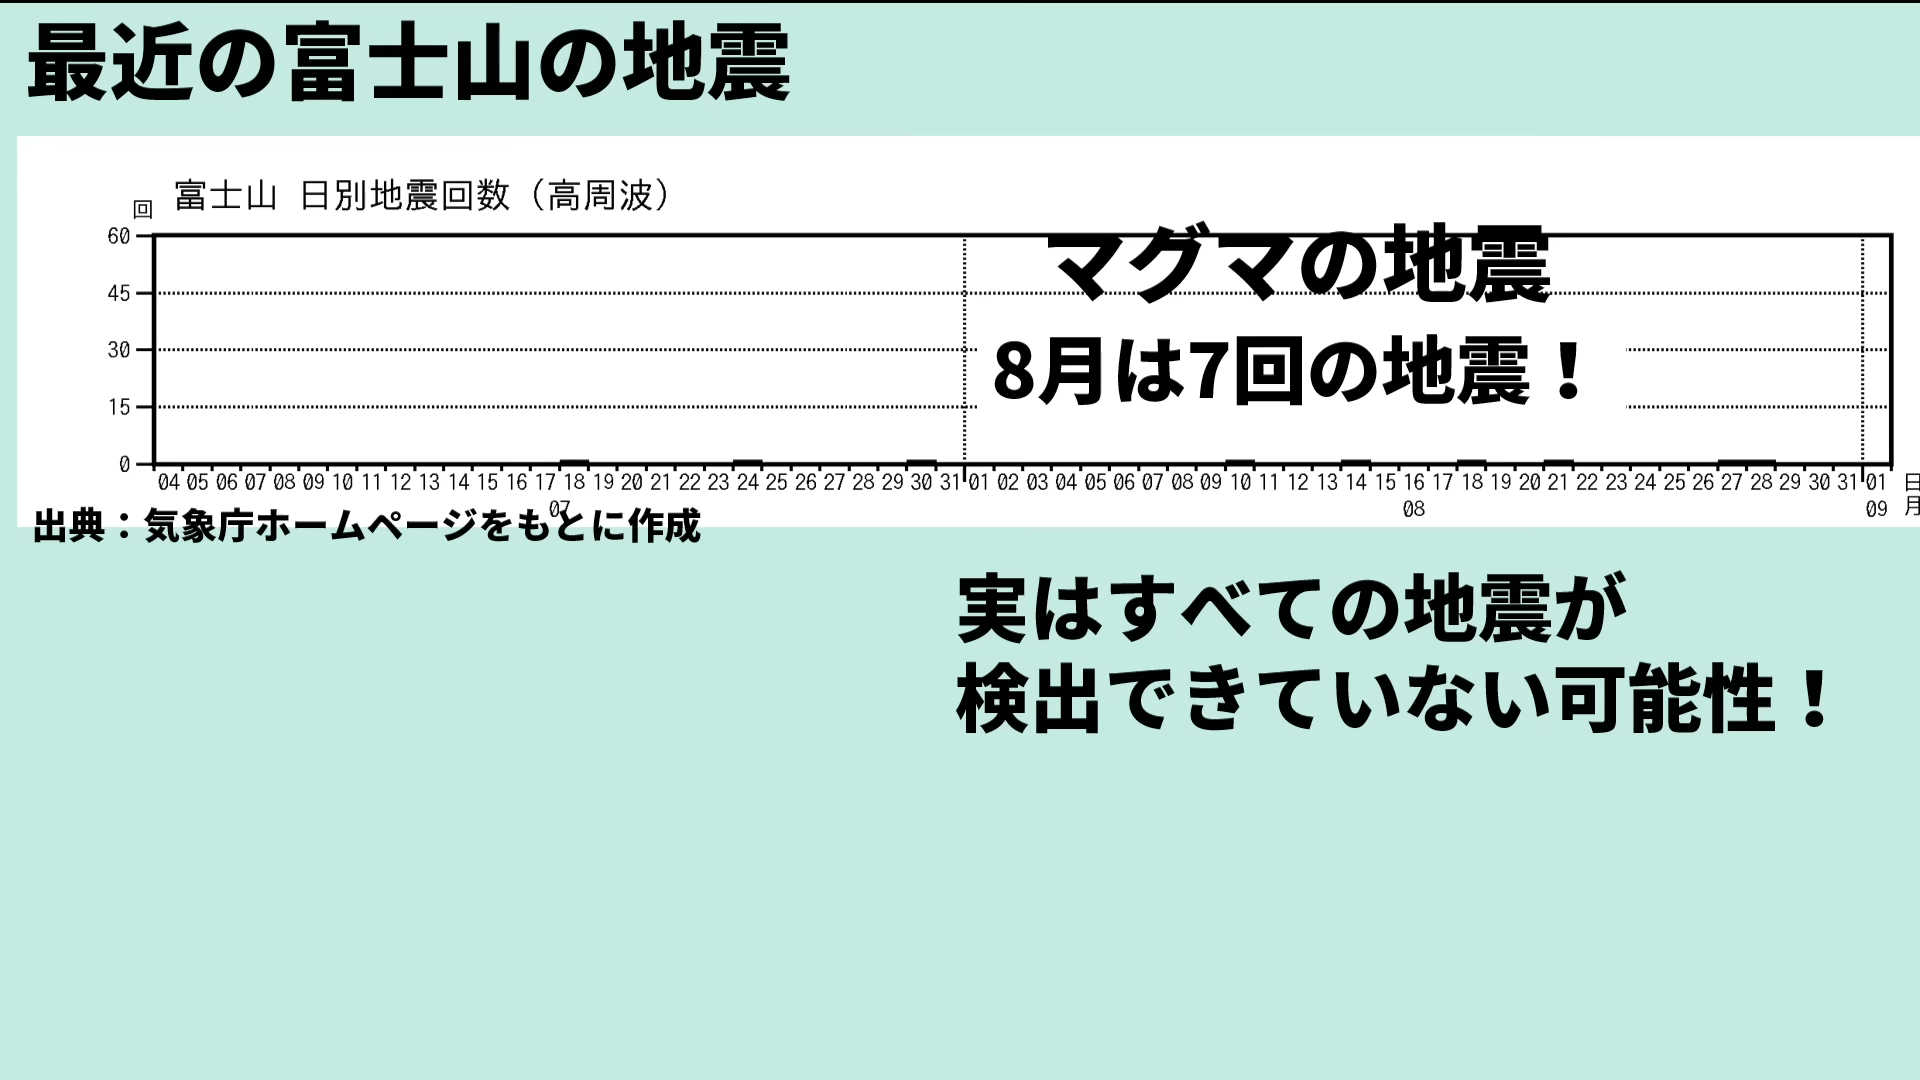 最近の富士山の地震
回 富士山 日別地震回数（高周波）
60
マグマの地震
45
30
8月は7回の地震！
15
0
04 05 06 07 08 09 10 11 12 13 14 15 16 17 18 19 20 21 22 23 24 25 26 27 28 29 30 31 01 02 03 04 05 06 07 08 09 10 11 12 13 14 15 16 17 18 19 20 21 22 23 24 25 26 27 28 29 30 31 01 日
07 08 09 月
出典：気象庁ホームページをもとに作成
実はすべての地震が
検出できていない可能性！